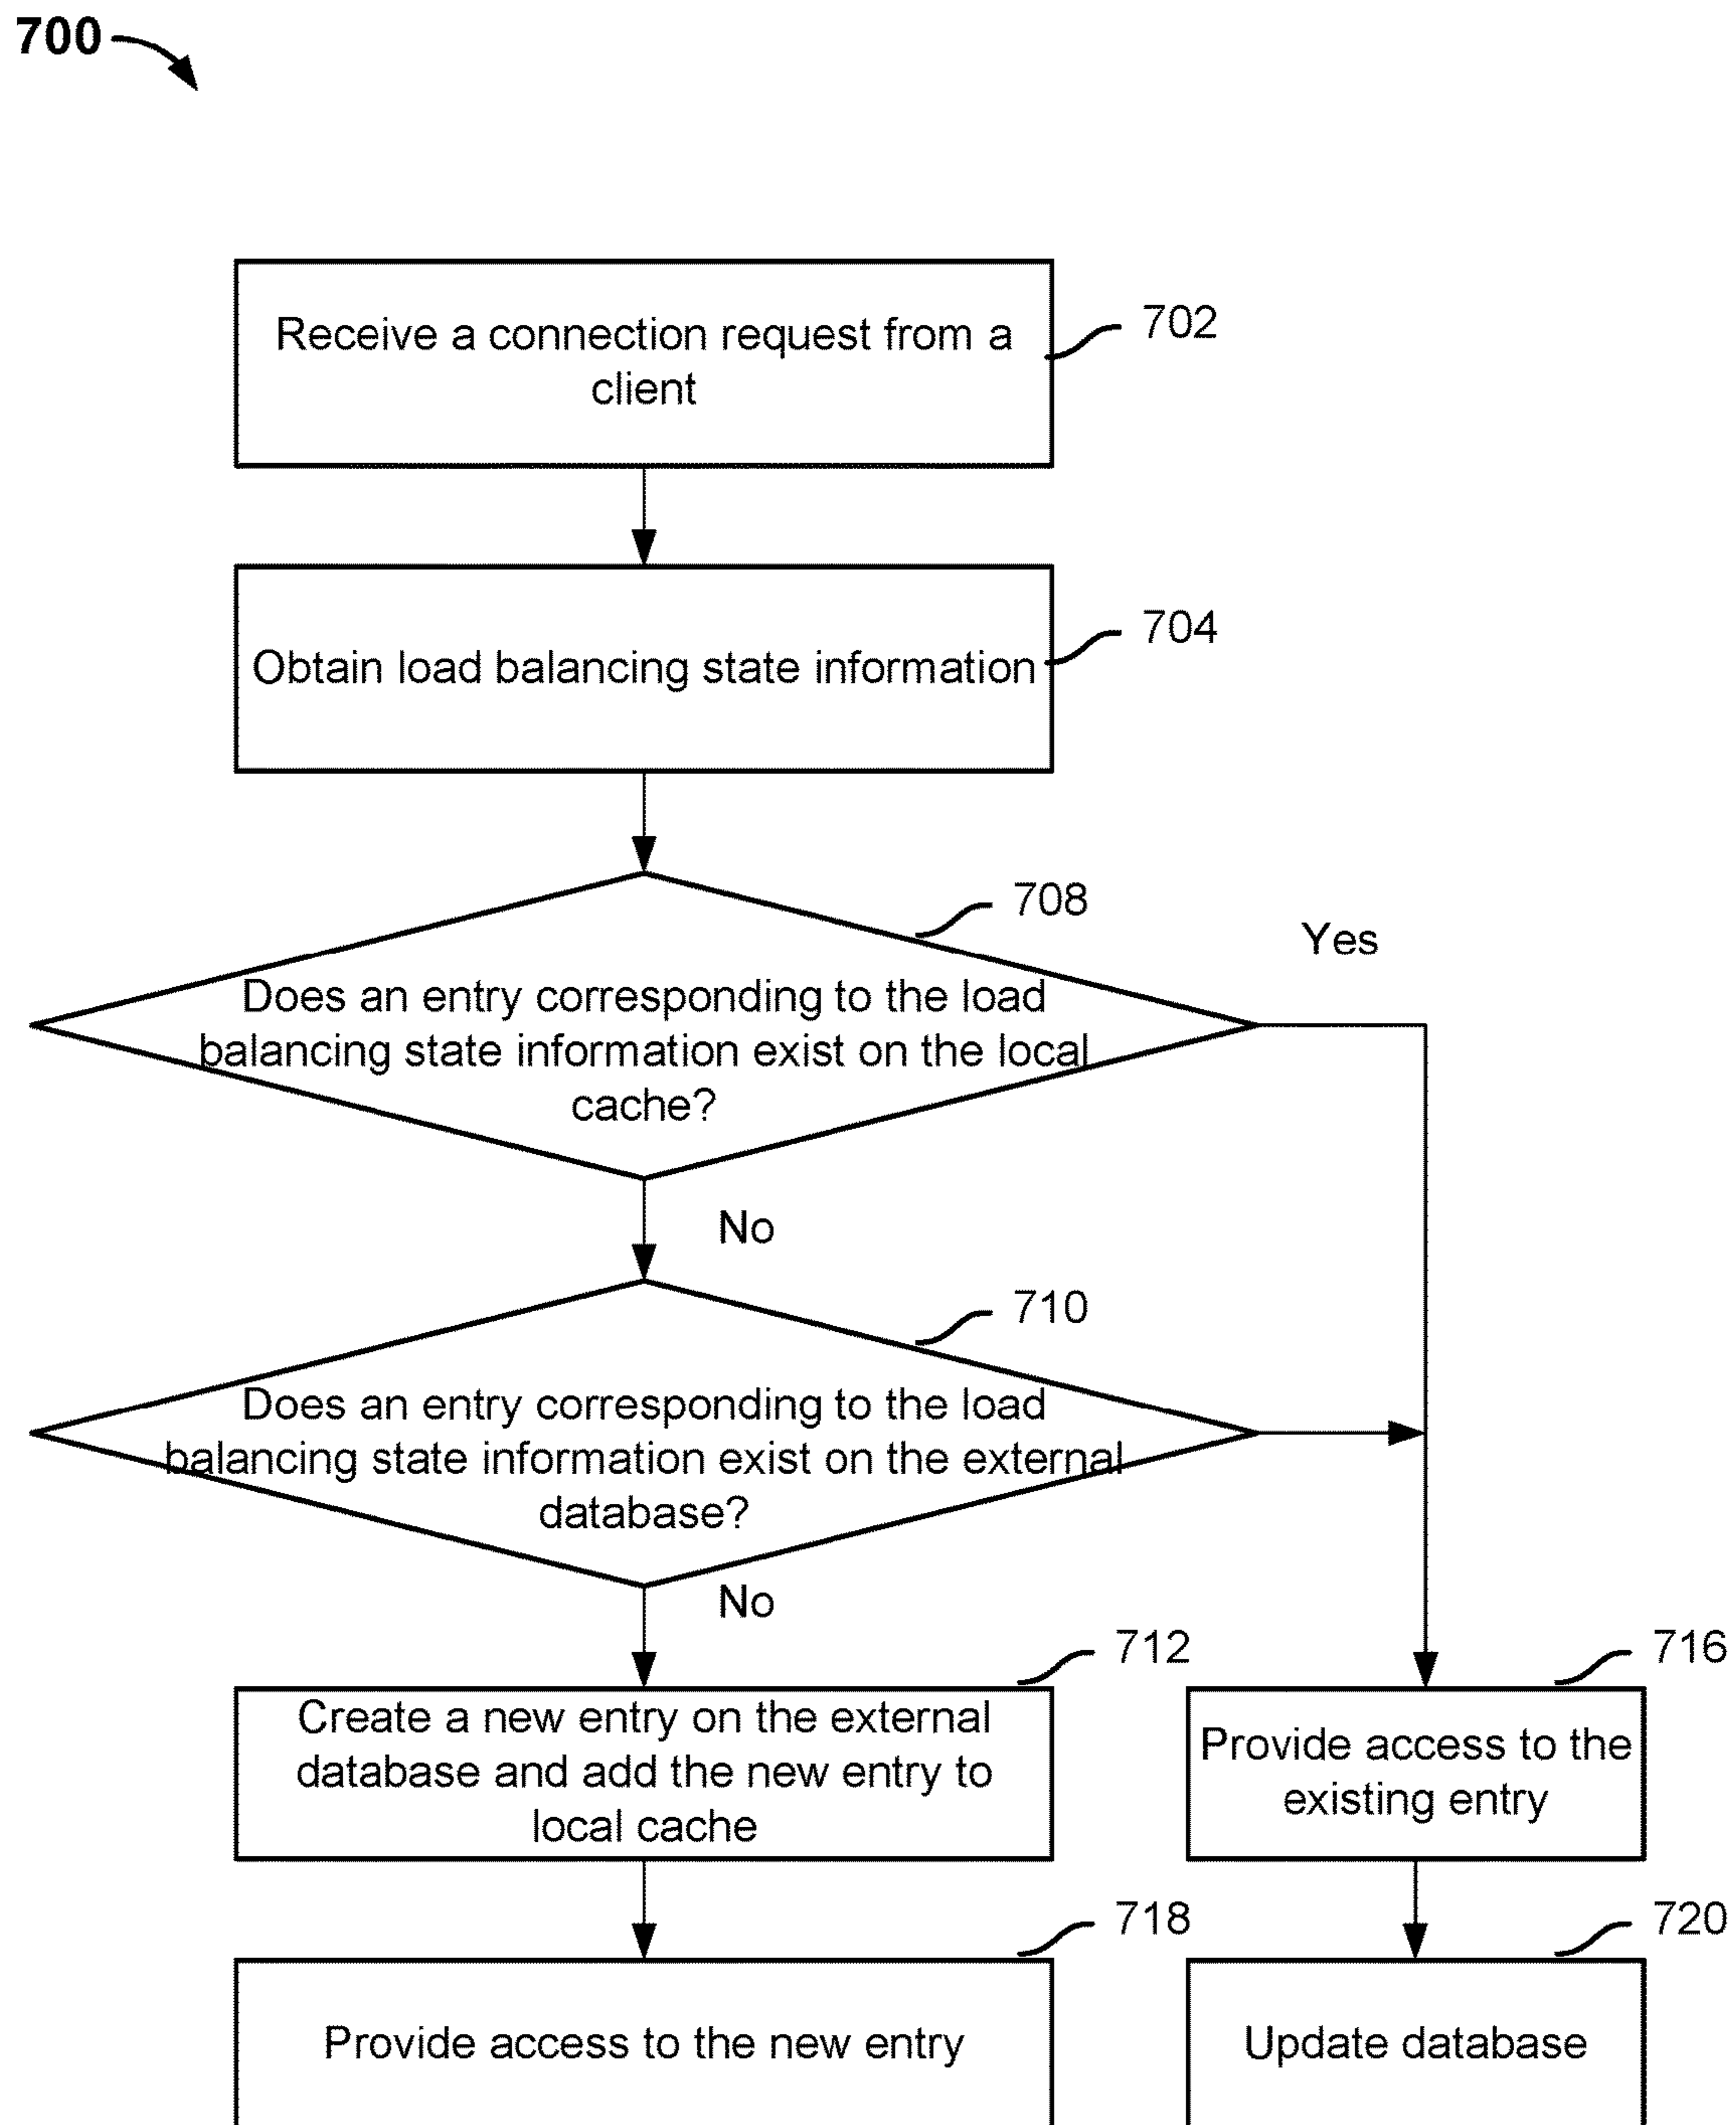 700
Receive a connection request from a
client
702
Obtain load balancing state information
704
708
Yes
Does an entry corresponding to the load
balancing state information exist on the local
cache?
No
710
Does an entry corresponding to the load
balancing state information exist on the external
database?
No
712
716
Create a new entry on the external
database and add the new entry to
local cache
Provide access to the
existing entry
718
720
Provide access to the new entry
Update database